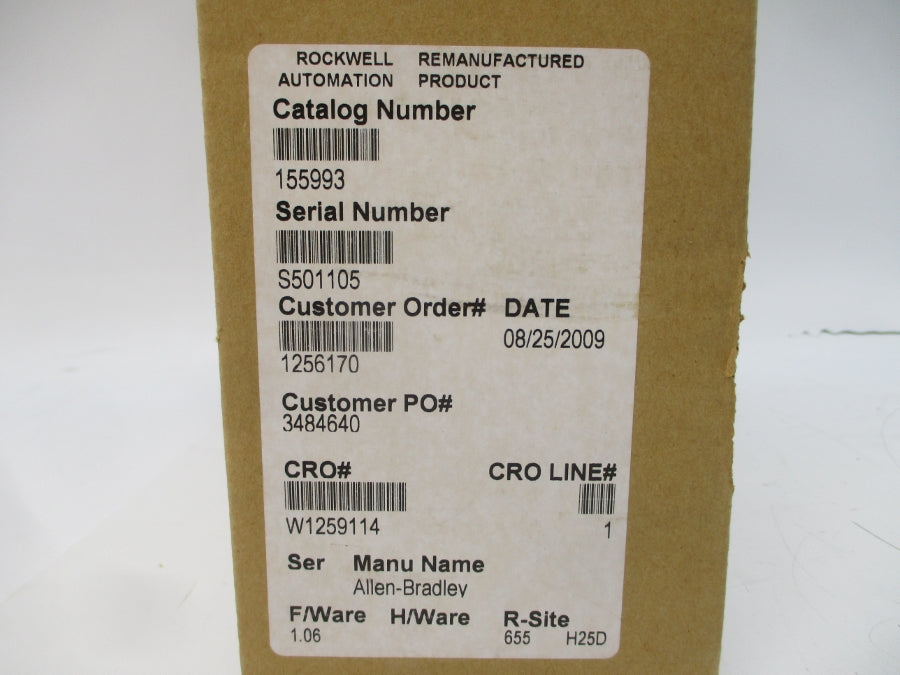 ROCKWELL REMANUFACTURED
AUTOMATION PRODUCT
Catalog Number
155993
Serial Number
S501105
Customer Order# DATE
08/25/2009
1256170
Customer PO#
3484640
CRO# CRO LINE#
W1259114 1
Ser Manu Name
Allen-Bradley
F/Ware H/Ware R-Site
1.06 655 H25D